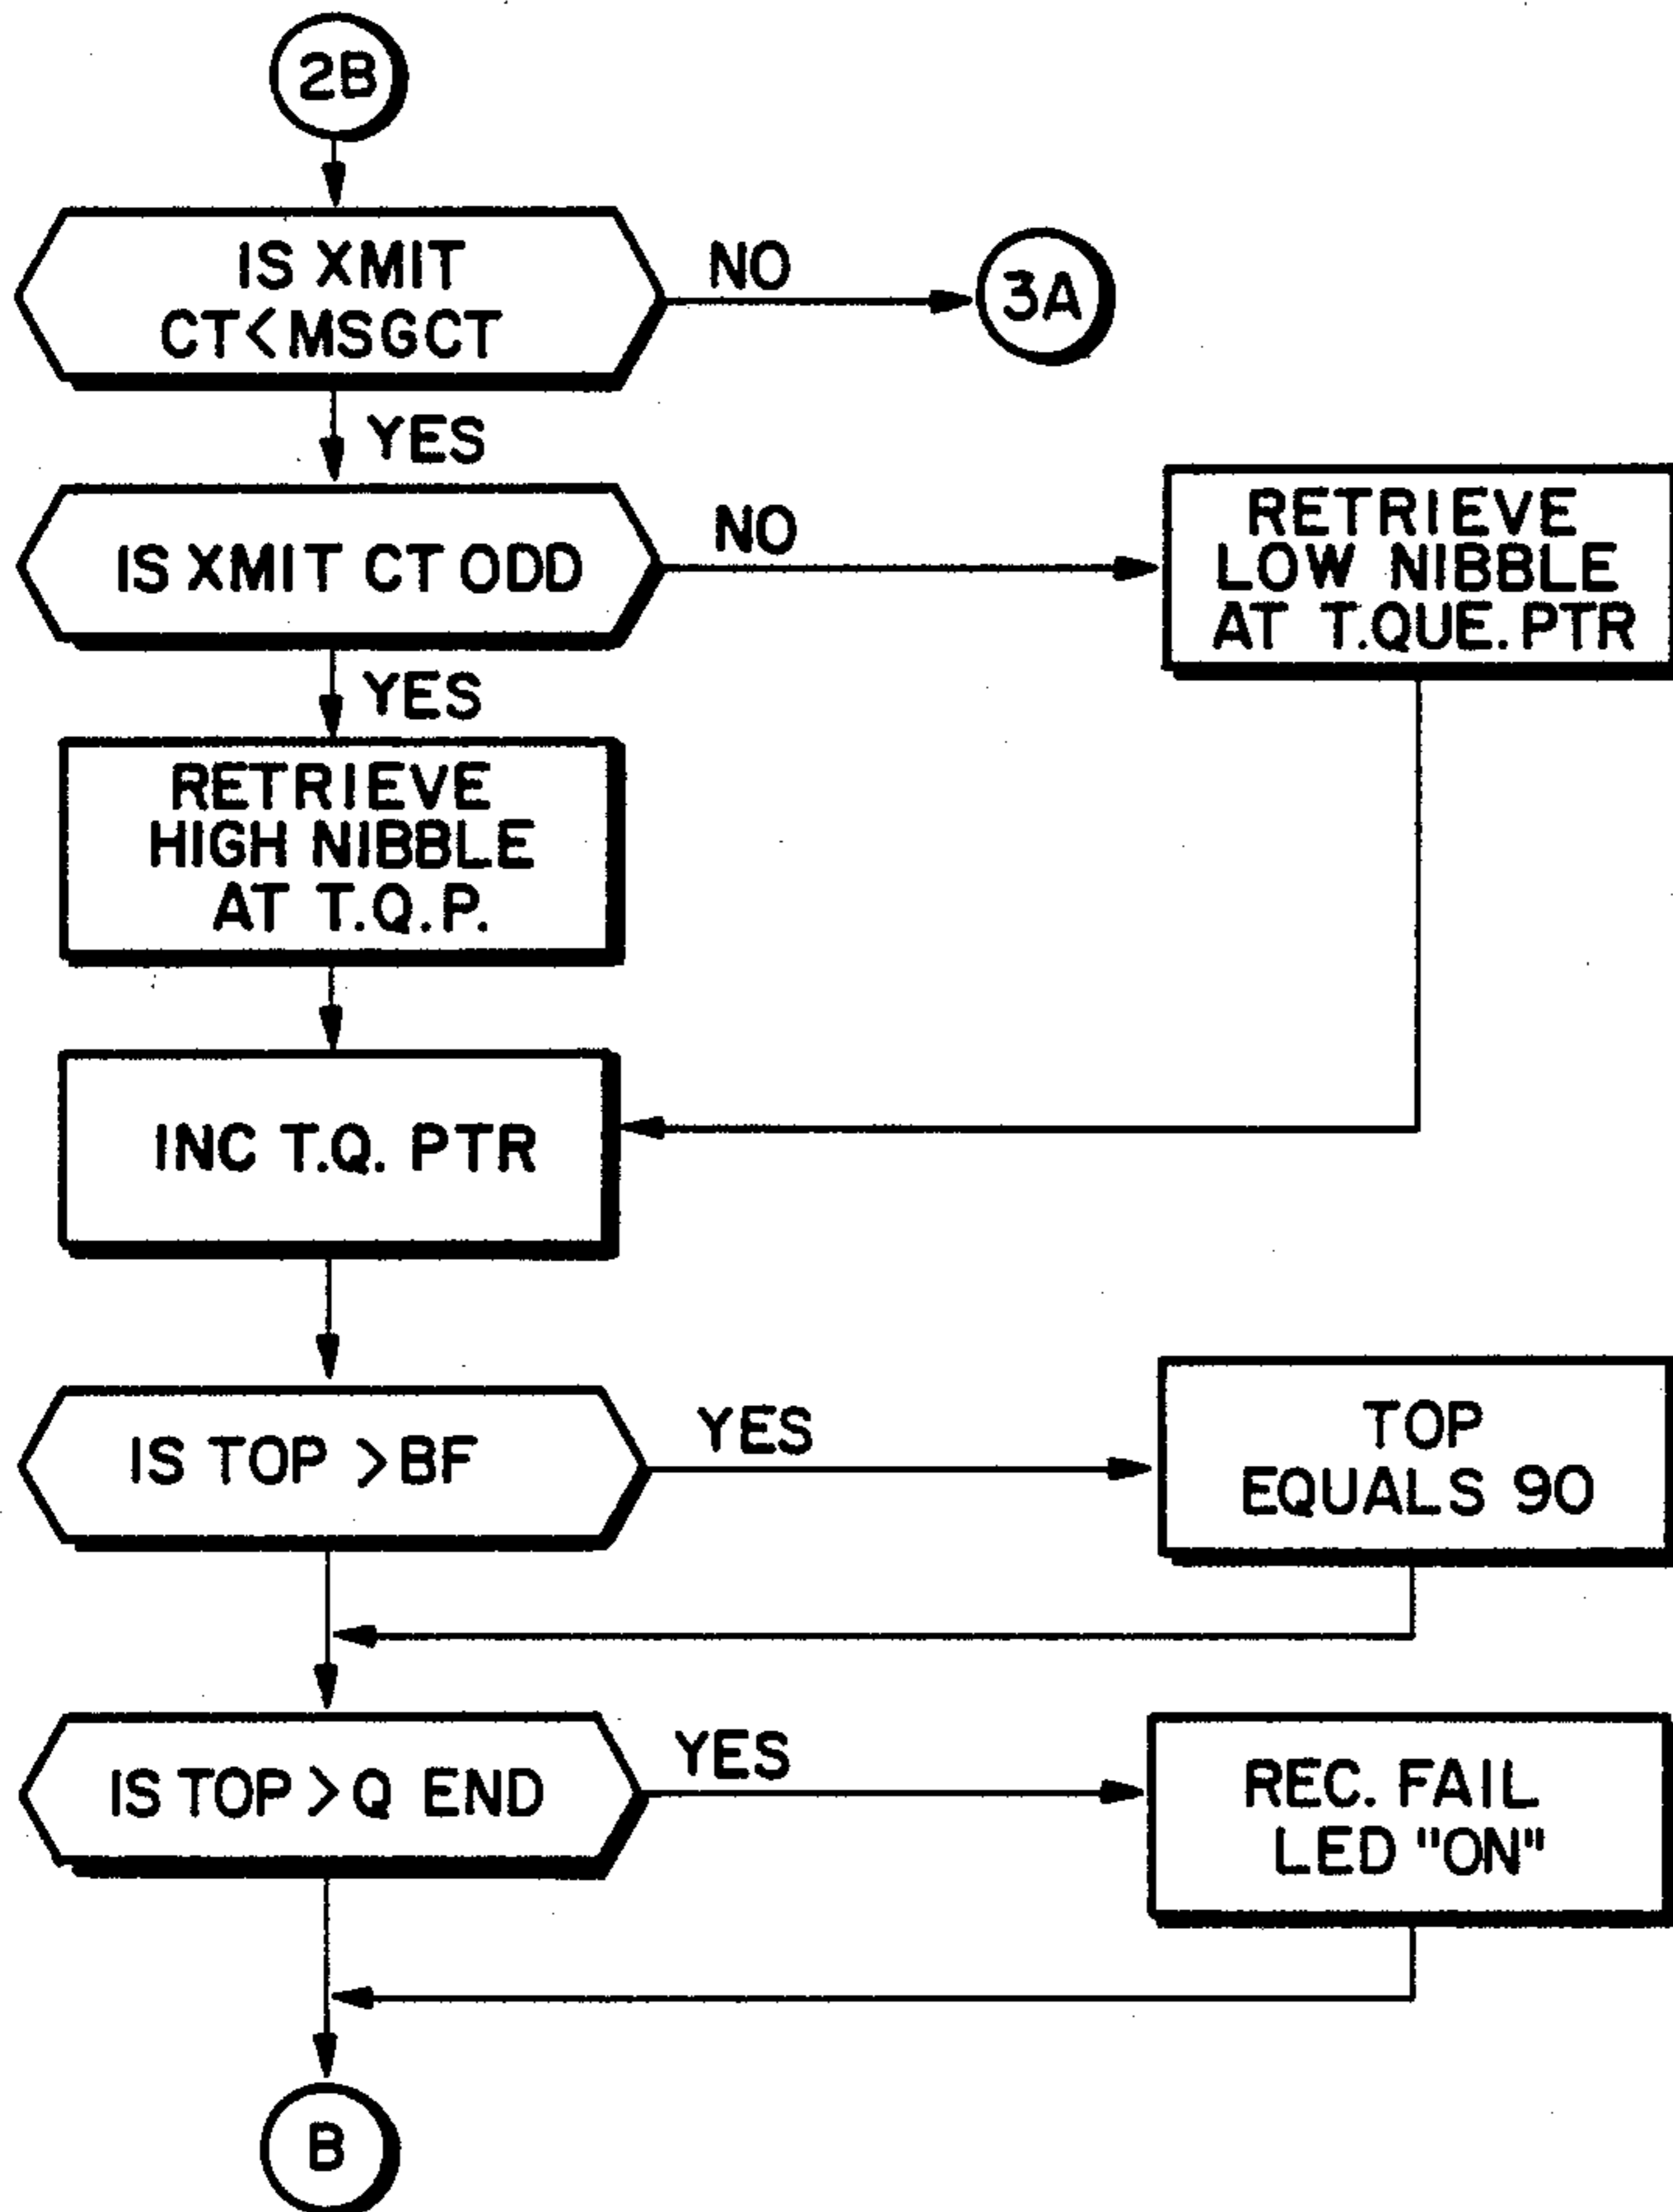 2B
IS XMIT
CT<MSGCT
NO
3A
YES
IS XMIT CT ODD
NO
RETRIEVE
LOW NIBBLE
AT T.QUE.PTR
YES
RETRIEVE
HIGH NIBBLE
AT T.Q.P.
INC T.Q. PTR
IS TOP >BF
YES
TOP
EQUALS 90
IS TOP>Q END
YES
REC. FAIL
LED "ON"
B